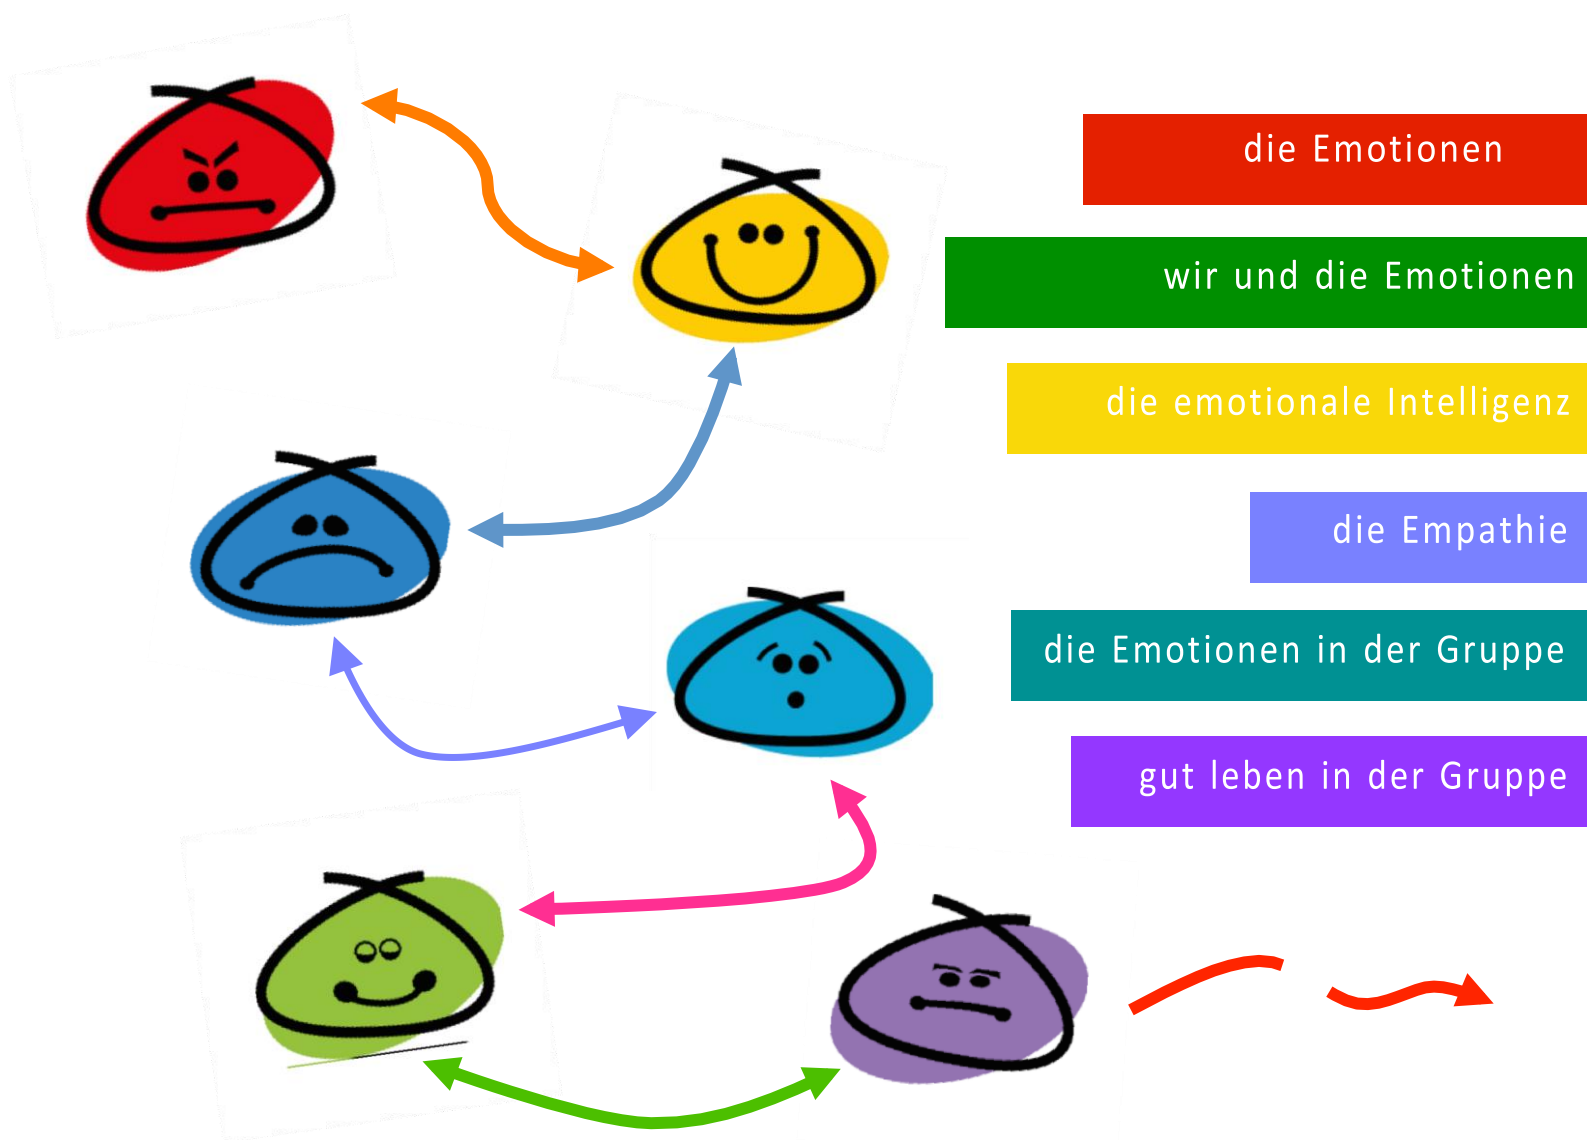 die Emotionen
wir und die Emotionen
die emotionale Intelligenz
die Empathie
die Emotionen in der Gruppe
gut leben in der Gruppe